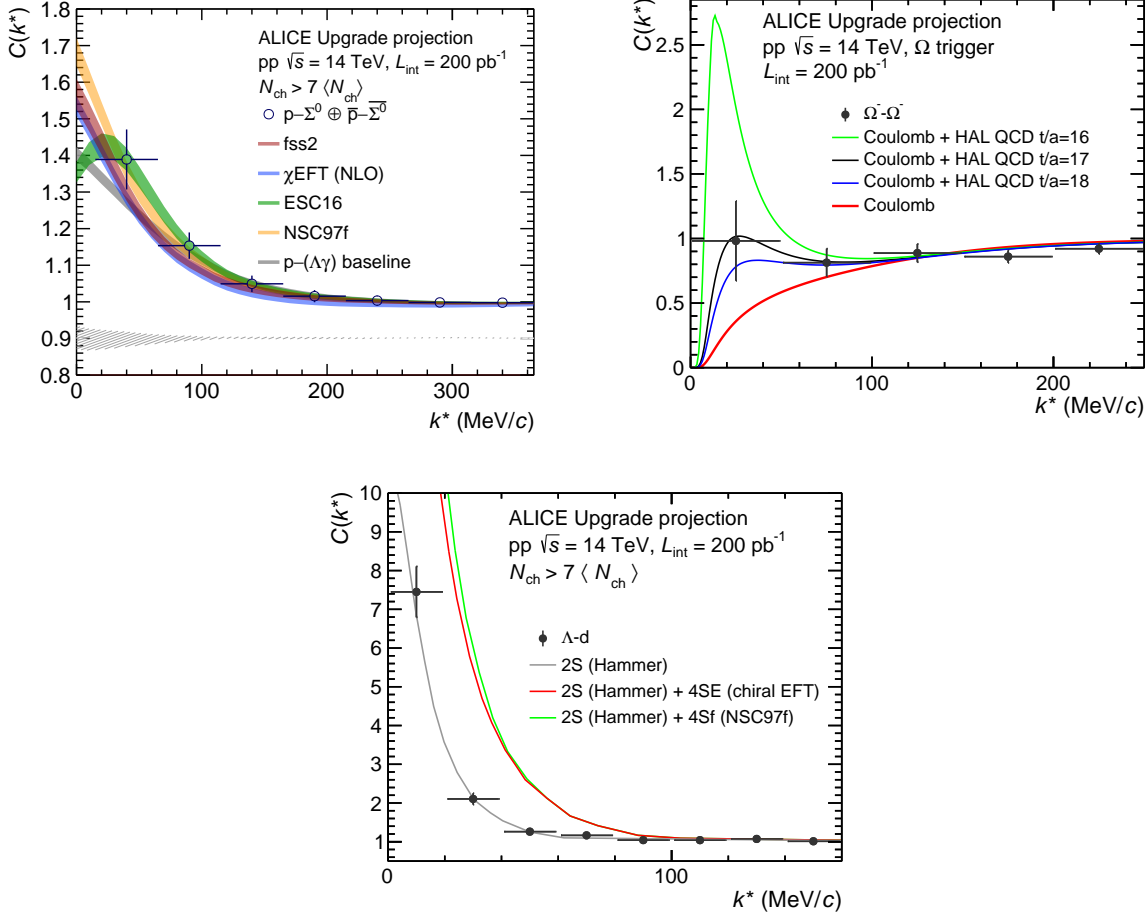 C(k*)
1.8
1.7
1.6
1.5
1.4
1.3
1.2
1.1
1
0.9
0.8
ALICE Upgrade projection
pp √s = 14 TeV, L_int = 200 pb⁻¹
N_ch > 7 ⟨N_ch⟩
p–Σ⁰ ⊕ p̅–Σ̅⁰
fss2
χEFT (NLO)
ESC16
NSC97f
p–(Λγ) baseline
0 100 200 300
k* (MeV/c)
C(k*)
2.5
2
1.5
1
0.5
0
ALICE Upgrade projection
pp √s = 14 TeV, Ω trigger
L_int = 200 pb⁻¹
Ω⁻-Ω⁻
Coulomb + HAL QCD t/a=16
Coulomb + HAL QCD t/a=17
Coulomb + HAL QCD t/a=18
Coulomb
0 100 200
k* (MeV/c)
C(k*)
10
9
8
7
6
5
4
3
2
1
ALICE Upgrade projection
pp √s = 14 TeV, L_int = 200 pb⁻¹
N_ch > 7 ⟨ N_ch ⟩
Λ-d
2S (Hammer)
2S (Hammer) + 4SE (chiral EFT)
2S (Hammer) + 4Sf (NSC97f)
0 100
k* (MeV/c)